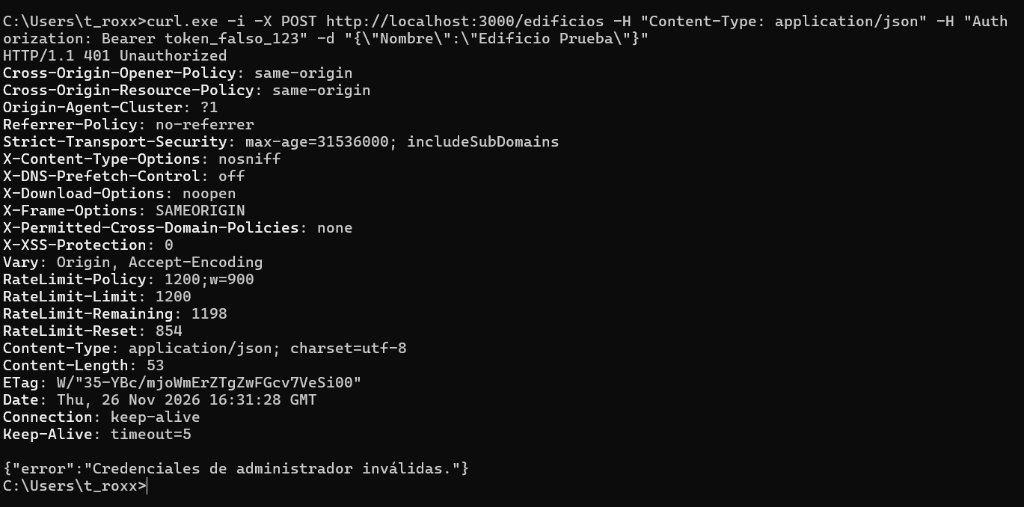 C:\Users\t_roxx>curl.exe -i -X POST http://localhost:3000/edificios -H "Content-Type: application/json" -H "Auth
orization: Bearer token_falso_123" -d "{\"Nombre\":\"Edificio Prueba\"}"
HTTP/1.1 401 Unauthorized
Cross-Origin-Opener-Policy: same-origin
Cross-Origin-Resource-Policy: same-origin
Origin-Agent-Cluster: ?1
Referrer-Policy: no-referrer
Strict-Transport-Security: max-age=31536000; includeSubDomains
X-Content-Type-Options: nosniff
X-DNS-Prefetch-Control: off
X-Download-Options: noopen
X-Frame-Options: SAMEORIGIN
X-Permitted-Cross-Domain-Policies: none
X-XSS-Protection: 0
Vary: Origin, Accept-Encoding
RateLimit-Policy: 1200;w=900
RateLimit-Limit: 1200
RateLimit-Remaining: 1198
RateLimit-Reset: 854
Content-Type: application/json; charset=utf-8
Content-Length: 53
ETag: W/"35-YBc/mjoWmErZTgZwFGcv7VeSi00"
Date: Thu, 26 Nov 2026 16:31:28 GMT
Connection: keep-alive
Keep-Alive: timeout=5
{"error":"Credenciales de administrador inválidas."}
C:\Users\t_roxx>